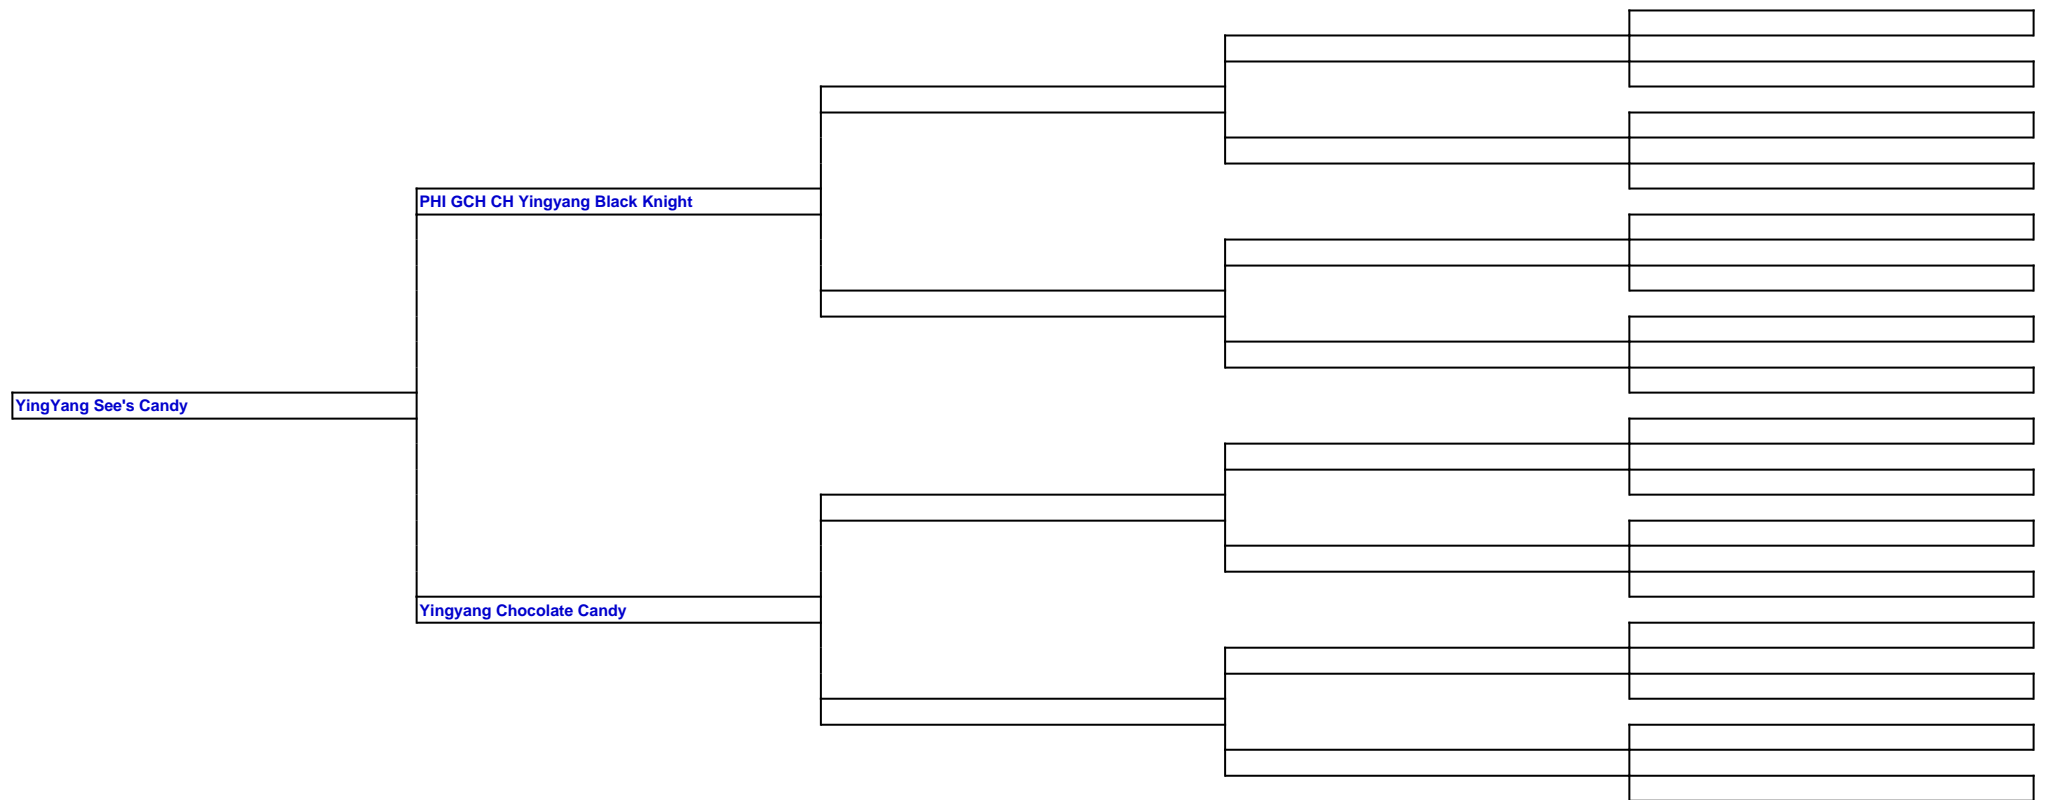 PHI GCH CH Yingyang Black Knight
YingYang See's Candy
Yingyang Chocolate Candy